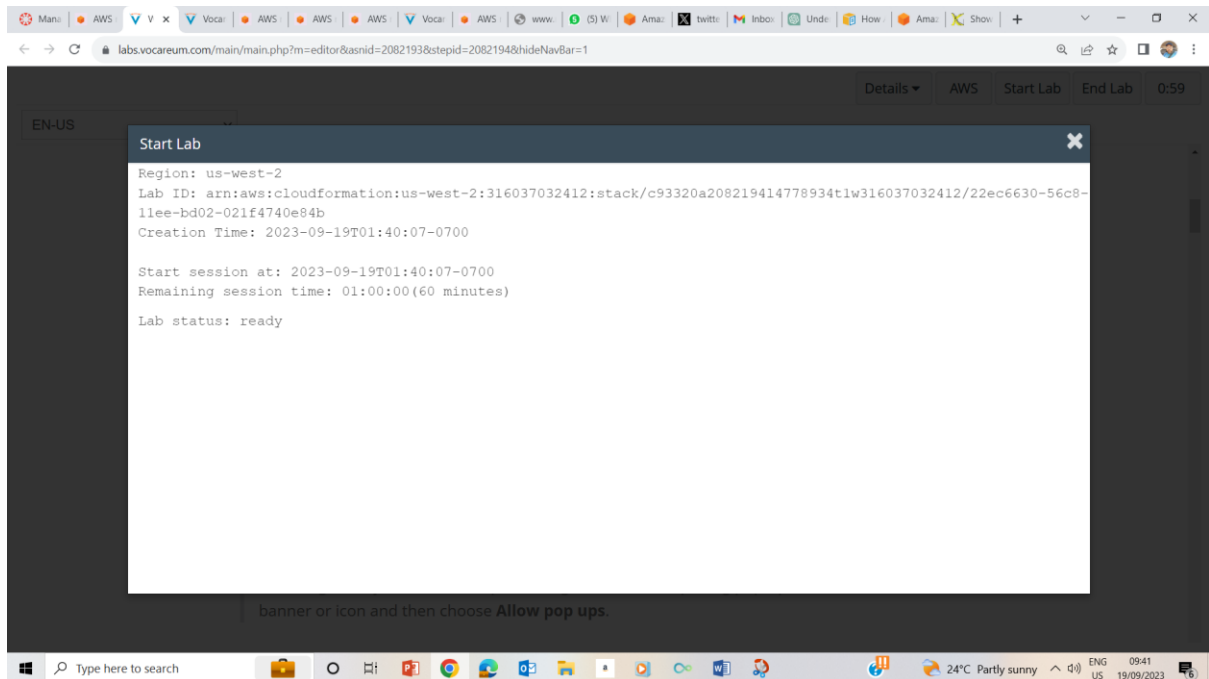 Mana
AWS
V
Vocar
AWS
AWS
AWS
Vocar
AWS
www.
(5) W
Amaz
twitte
Inbox
Unde
How
Amaz
Show
labs.vocareum.com/main/main.php?m=editor&asnid=2082193&stepid=2082194&hideNavBar=1
Details AWS Start Lab End Lab 0:59
EN-US
Start Lab
Region: us-west-2
Lab ID: arn:aws:cloudformation:us-west-2:316037032412:stack/c93320a208219414778934t1w316037032412/22ec6630-56c8-
11ee-bd02-021f4740e84b
Creation Time: 2023-09-19T01:40:07-0700
Start session at: 2023-09-19T01:40:07-0700
Remaining session time: 01:00:00(60 minutes)
Lab status: ready
banner or icon and then choose Allow pop ups.
Type here to search
24°C Partly sunny
ENG
US
09:41
19/09/2023
6